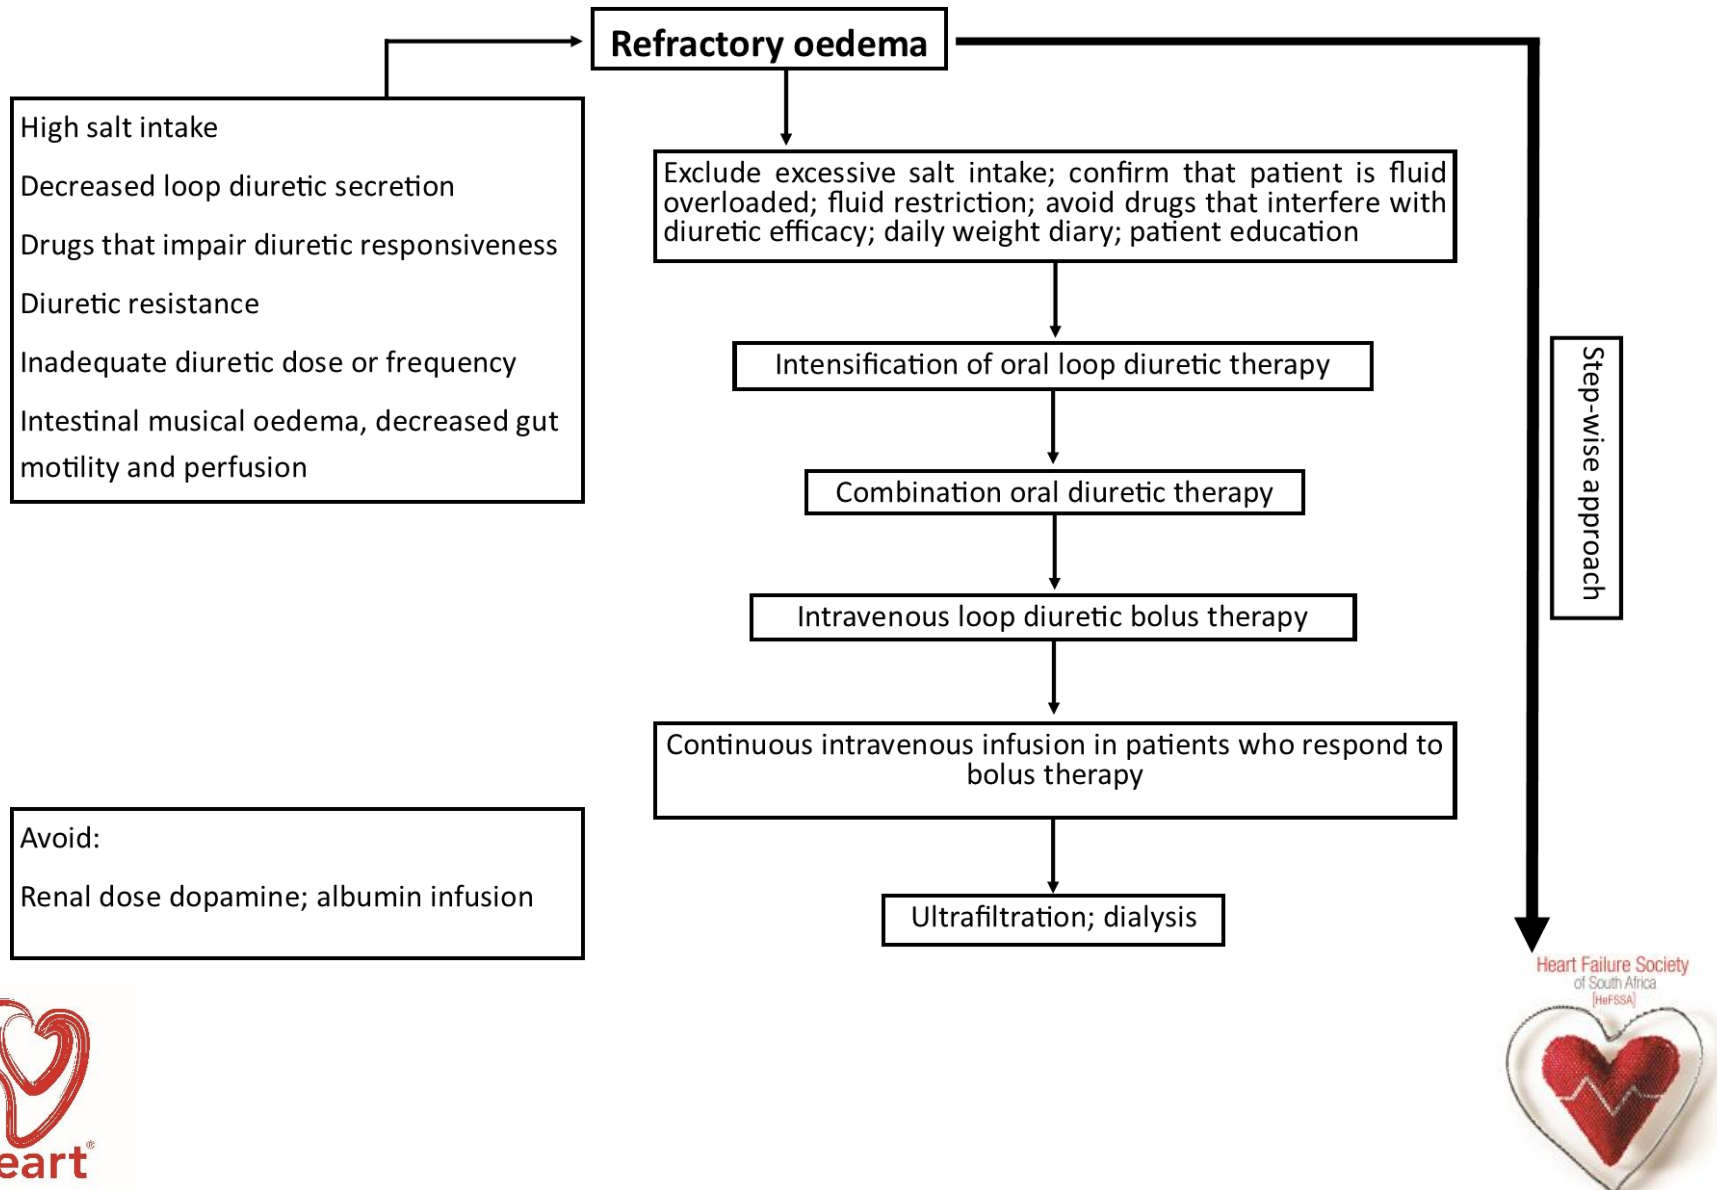 Refractory oedema
High salt intake
Decreased loop diuretic secretion
Drugs that impair diuretic responsiveness
Diuretic resistance
Inadequate diuretic dose or frequency
Intestinal musical oedema, decreased gut
motility and perfusion
Exclude excessive salt intake; confirm that patient is fluid
overloaded; fluid restriction; avoid drugs that interfere with
diuretic efficacy; daily weight diary; patient education
Intensification of oral loop diuretic therapy
Combination oral diuretic therapy
Intravenous loop diuretic bolus therapy
Continuous intravenous infusion in patients who respond to
bolus therapy
Ultrafiltration; dialysis
Step-wise approach
Avoid:
Renal dose dopamine; albumin infusion
eart®
Heart Failure Society
of South Africa
[HeFSSA]